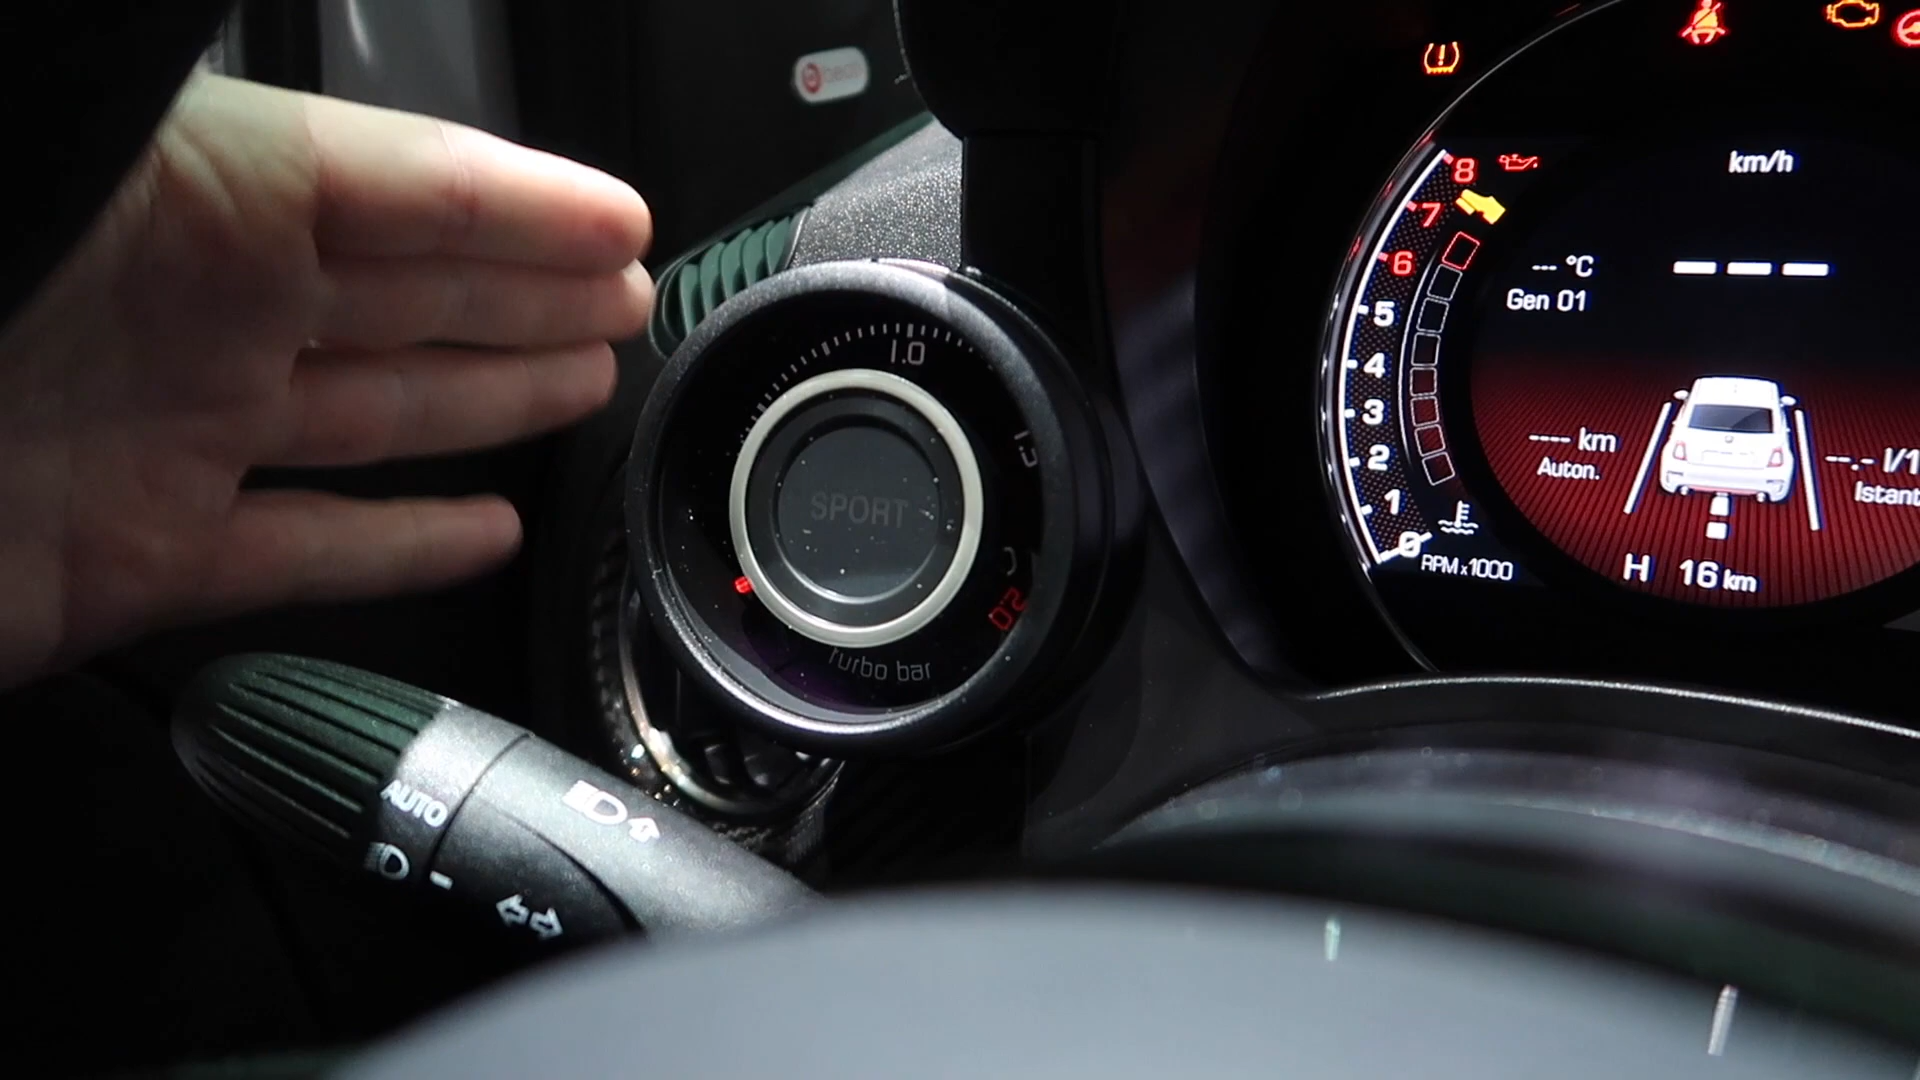 1.0
1.5
2.0
SPORT
Turbo bar
AUTO
8
7
6
5
4
3
2
1
0
RPM x1000
km/h
--- °C
Gen 01
---- km
Auton.
--.- l/1
Istant
H 16 km